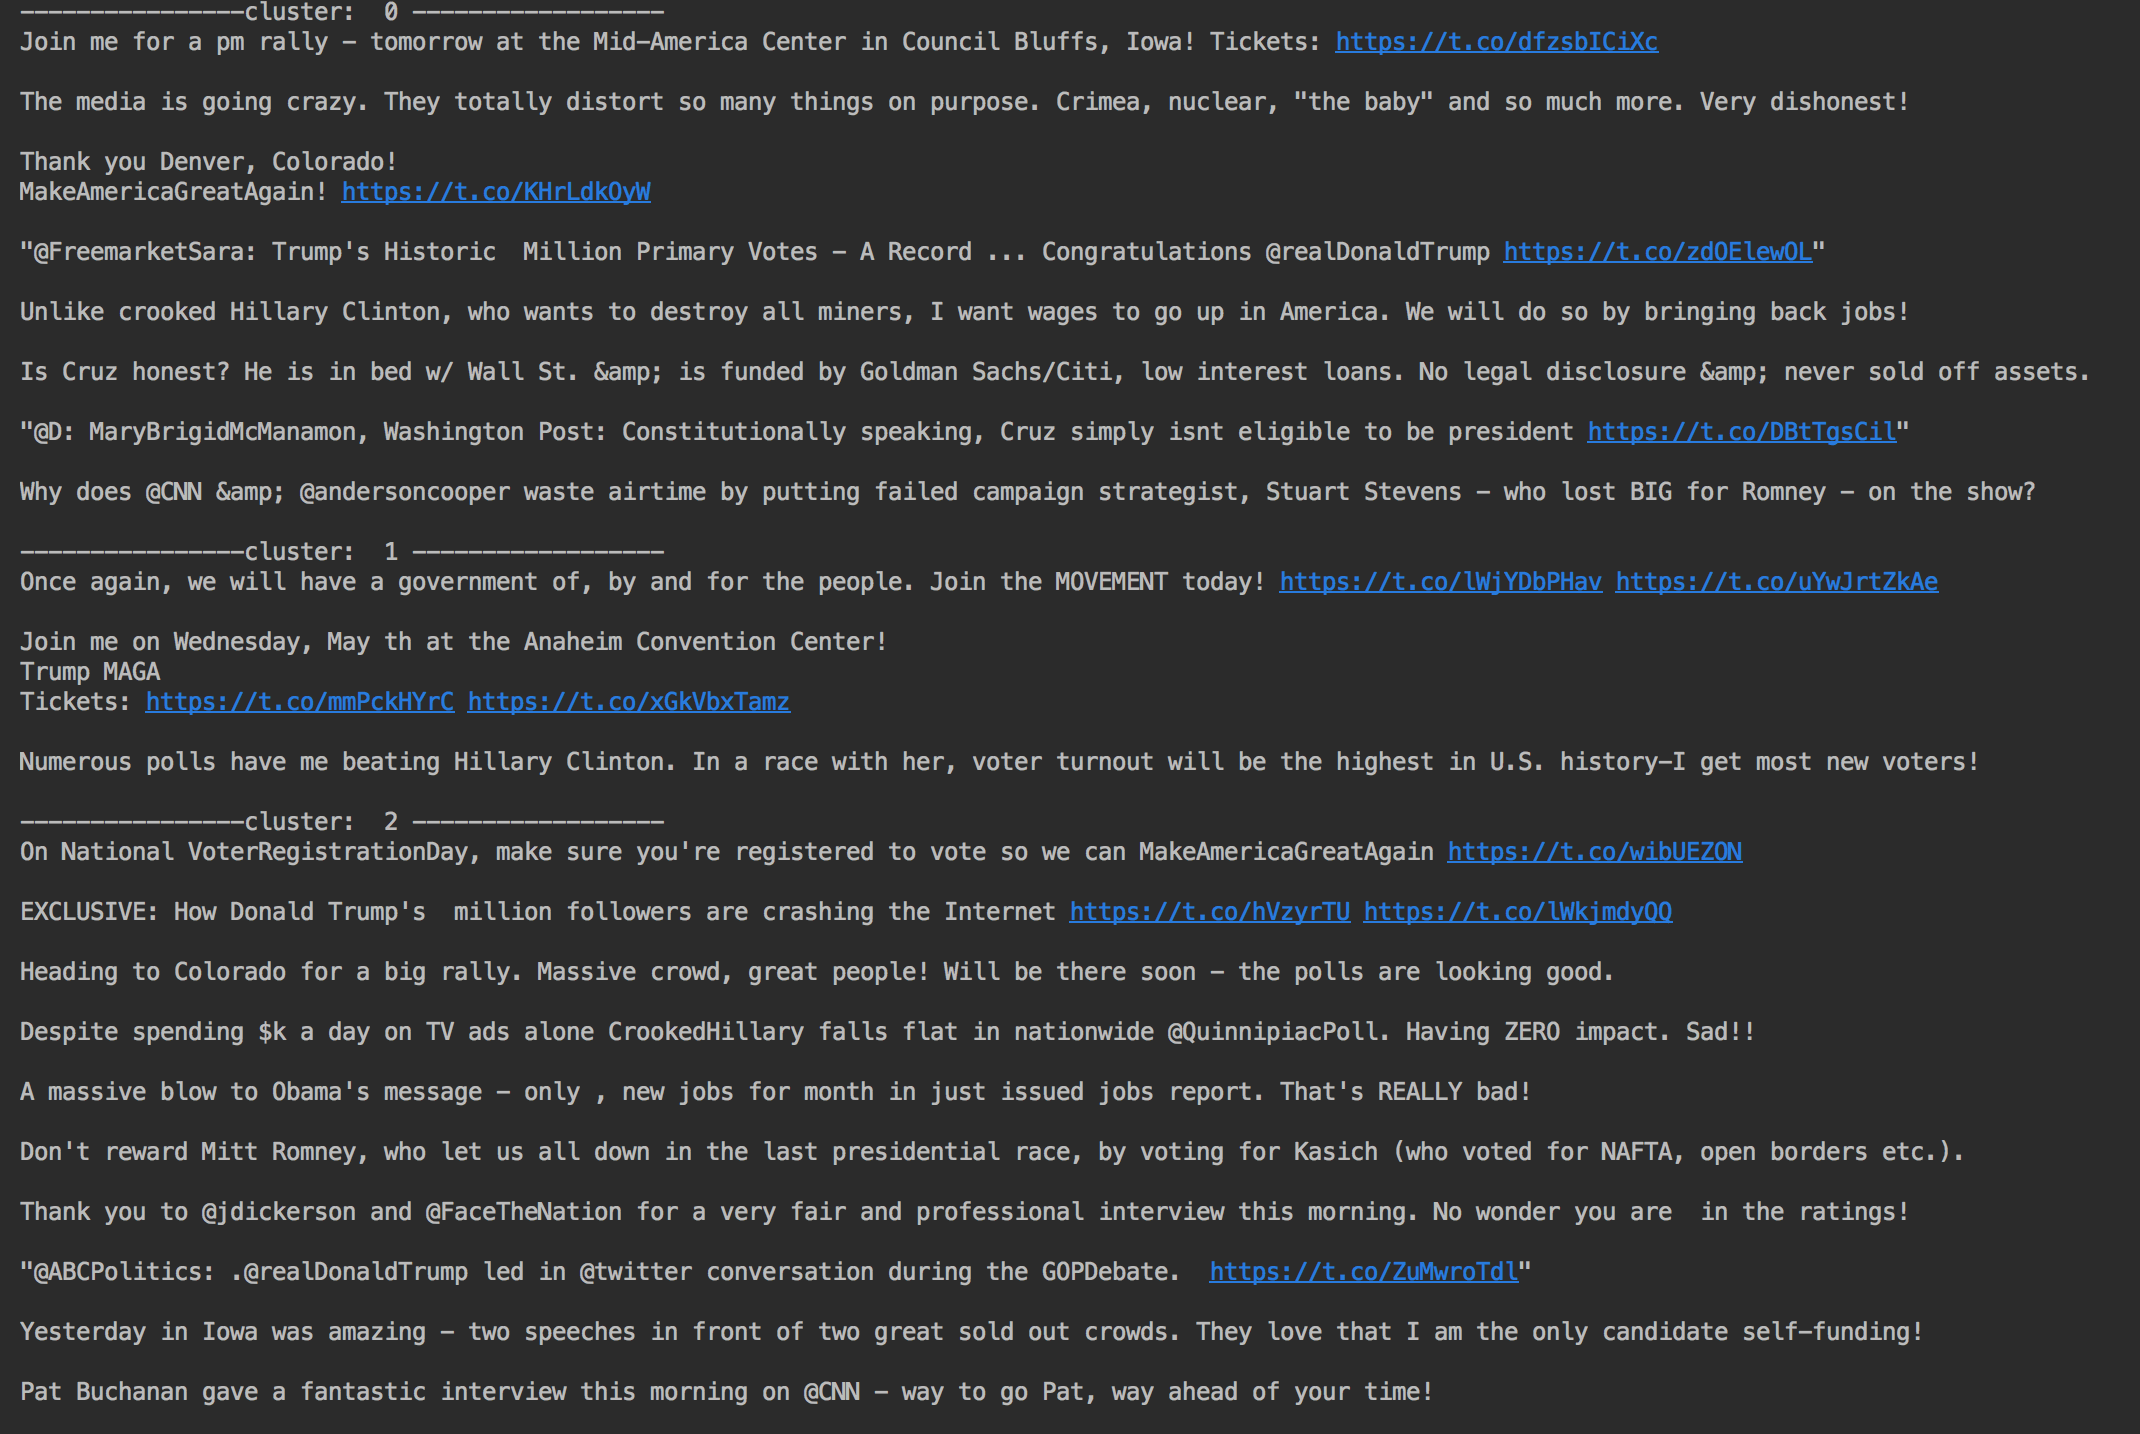 ----------------cluster:  0 ------------------
Join me for a pm rally - tomorrow at the Mid-America Center in Council Bluffs, Iowa! Tickets: https://t.co/dfzsbICiXc
The media is going crazy. They totally distort so many things on purpose. Crimea, nuclear, "the baby" and so much more. Very dishonest!
Thank you Denver, Colorado!
MakeAmericaGreatAgain! https://t.co/KHrLdkOyW
"@FreemarketSara: Trump's Historic  Million Primary Votes - A Record ... Congratulations @realDonaldTrump https://t.co/zdOElewOL"
Unlike crooked Hillary Clinton, who wants to destroy all miners, I want wages to go up in America. We will do so by bringing back jobs!
Is Cruz honest? He is in bed w/ Wall St. &amp; is funded by Goldman Sachs/Citi, low interest loans. No legal disclosure &amp; never sold off assets.
"@D: MaryBrigidMcManamon, Washington Post: Constitutionally speaking, Cruz simply isnt eligible to be president https://t.co/DBtTgsCil"
Why does @CNN &amp; @andersoncooper waste airtime by putting failed campaign strategist, Stuart Stevens - who lost BIG for Romney - on the show?
----------------cluster:  1 ------------------
Once again, we will have a government of, by and for the people. Join the MOVEMENT today! https://t.co/lWjYDbPHav https://t.co/uYwJrtZkAe
Join me on Wednesday, May th at the Anaheim Convention Center!
Trump MAGA
Tickets: https://t.co/mmPckHYrC https://t.co/xGkVbxTamz
Numerous polls have me beating Hillary Clinton. In a race with her, voter turnout will be the highest in U.S. history-I get most new voters!
----------------cluster:  2 ------------------
On National VoterRegistrationDay, make sure you're registered to vote so we can MakeAmericaGreatAgain https://t.co/wibUEZON
EXCLUSIVE: How Donald Trump's  million followers are crashing the Internet https://t.co/hVzyrTU https://t.co/lWkjmdyQQ
Heading to Colorado for a big rally. Massive crowd, great people! Will be there soon - the polls are looking good.
Despite spending $k a day on TV ads alone CrookedHillary falls flat in nationwide @QuinnipiacPoll. Having ZERO impact. Sad!!
A massive blow to Obama's message - only , new jobs for month in just issued jobs report. That's REALLY bad!
Don't reward Mitt Romney, who let us all down in the last presidential race, by voting for Kasich (who voted for NAFTA, open borders etc.).
Thank you to @jdickerson and @FaceTheNation for a very fair and professional interview this morning. No wonder you are  in the ratings!
"@ABCPolitics: .@realDonaldTrump led in @twitter conversation during the GOPDebate.  https://t.co/ZuMwroTdl"
Yesterday in Iowa was amazing - two speeches in front of two great sold out crowds. They love that I am the only candidate self-funding!
Pat Buchanan gave a fantastic interview this morning on @CNN - way to go Pat, way ahead of your time!